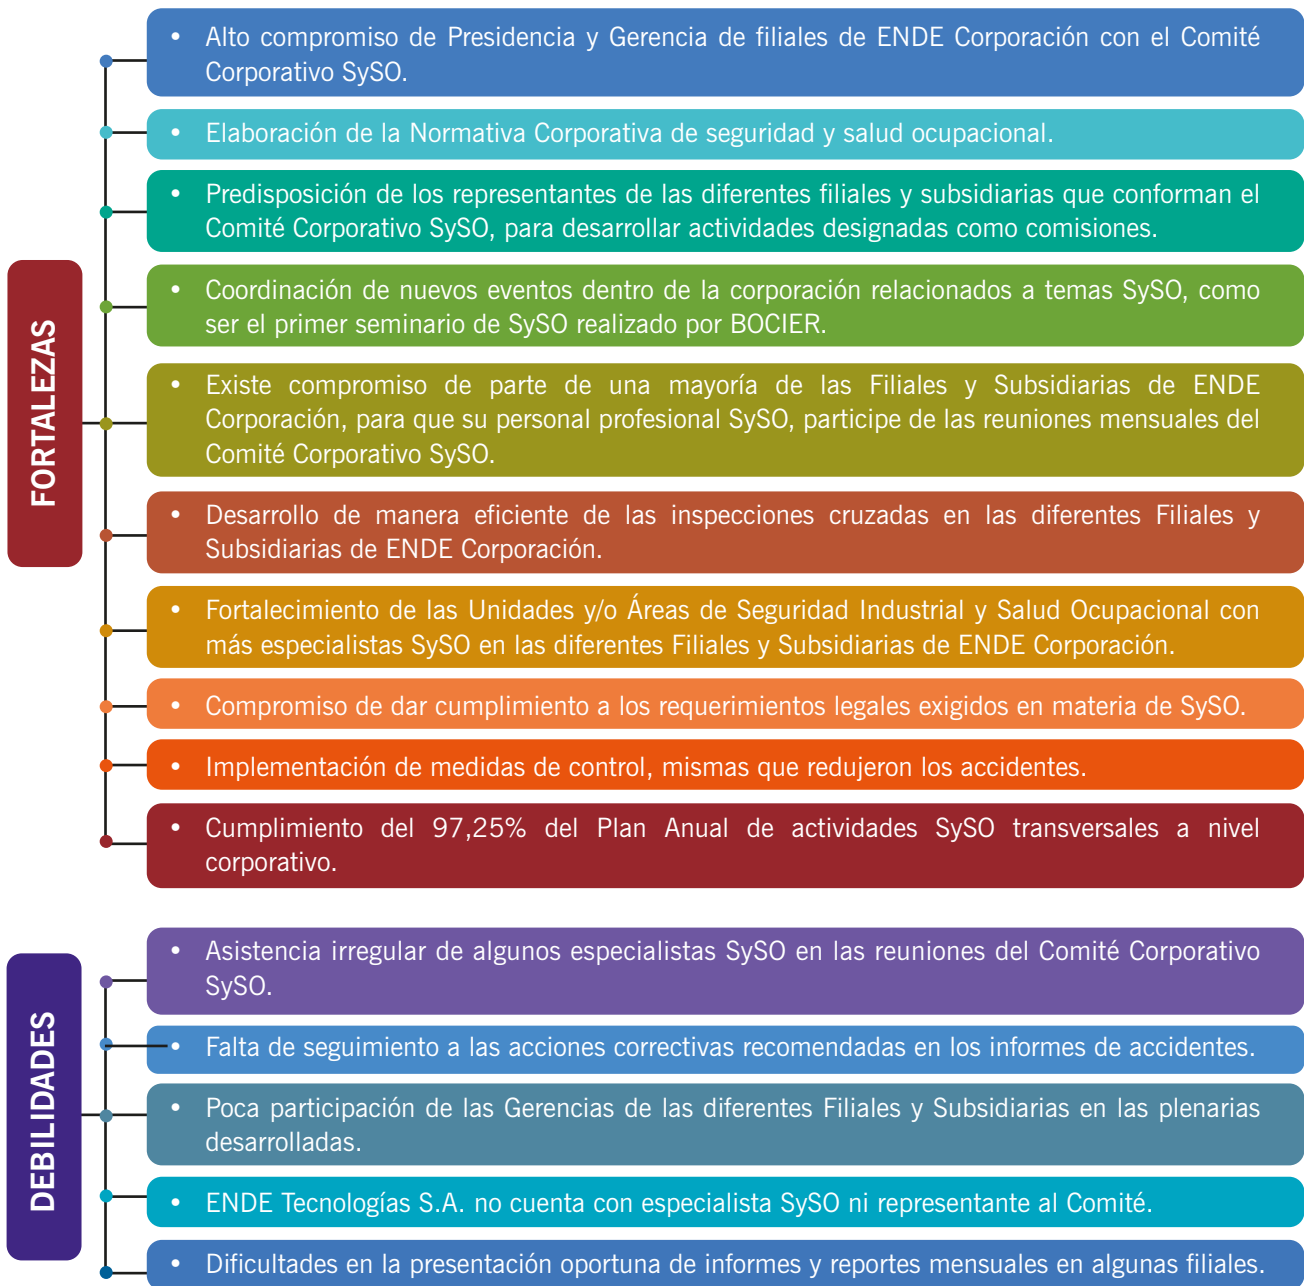 FORTALEZAS
• Alto compromiso de Presidencia y Gerencia de filiales de ENDE Corporación con el Comité
Corporativo SySO.
• Elaboración de la Normativa Corporativa de seguridad y salud ocupacional.
• Predisposición de los representantes de las diferentes filiales y subsidiarias que conforman el
Comité Corporativo SySO, para desarrollar actividades designadas como comisiones.
• Coordinación de nuevos eventos dentro de la corporación relacionados a temas SySO, como
ser el primer seminario de SySO realizado por BOCIER.
• Existe compromiso de parte de una mayoría de las Filiales y Subsidiarias de ENDE
Corporación, para que su personal profesional SySO, participe de las reuniones mensuales del
Comité Corporativo SySO.
• Desarrollo de manera eficiente de las inspecciones cruzadas en las diferentes Filiales y
Subsidiarias de ENDE Corporación.
• Fortalecimiento de las Unidades y/o Áreas de Seguridad Industrial y Salud Ocupacional con
más especialistas SySO en las diferentes Filiales y Subsidiarias de ENDE Corporación.
• Compromiso de dar cumplimiento a los requerimientos legales exigidos en materia de SySO.
• Implementación de medidas de control, mismas que redujeron los accidentes.
• Cumplimiento del 97,25% del Plan Anual de actividades SySO transversales a nivel
corporativo.
DEBILIDADES
• Asistencia irregular de algunos especialistas SySO en las reuniones del Comité Corporativo
SySO.
• Falta de seguimiento a las acciones correctivas recomendadas en los informes de accidentes.
• Poca participación de las Gerencias de las diferentes Filiales y Subsidiarias en las plenarias
desarrolladas.
• ENDE Tecnologías S.A. no cuenta con especialista SySO ni representante al Comité.
• Dificultades en la presentación oportuna de informes y reportes mensuales en algunas filiales.